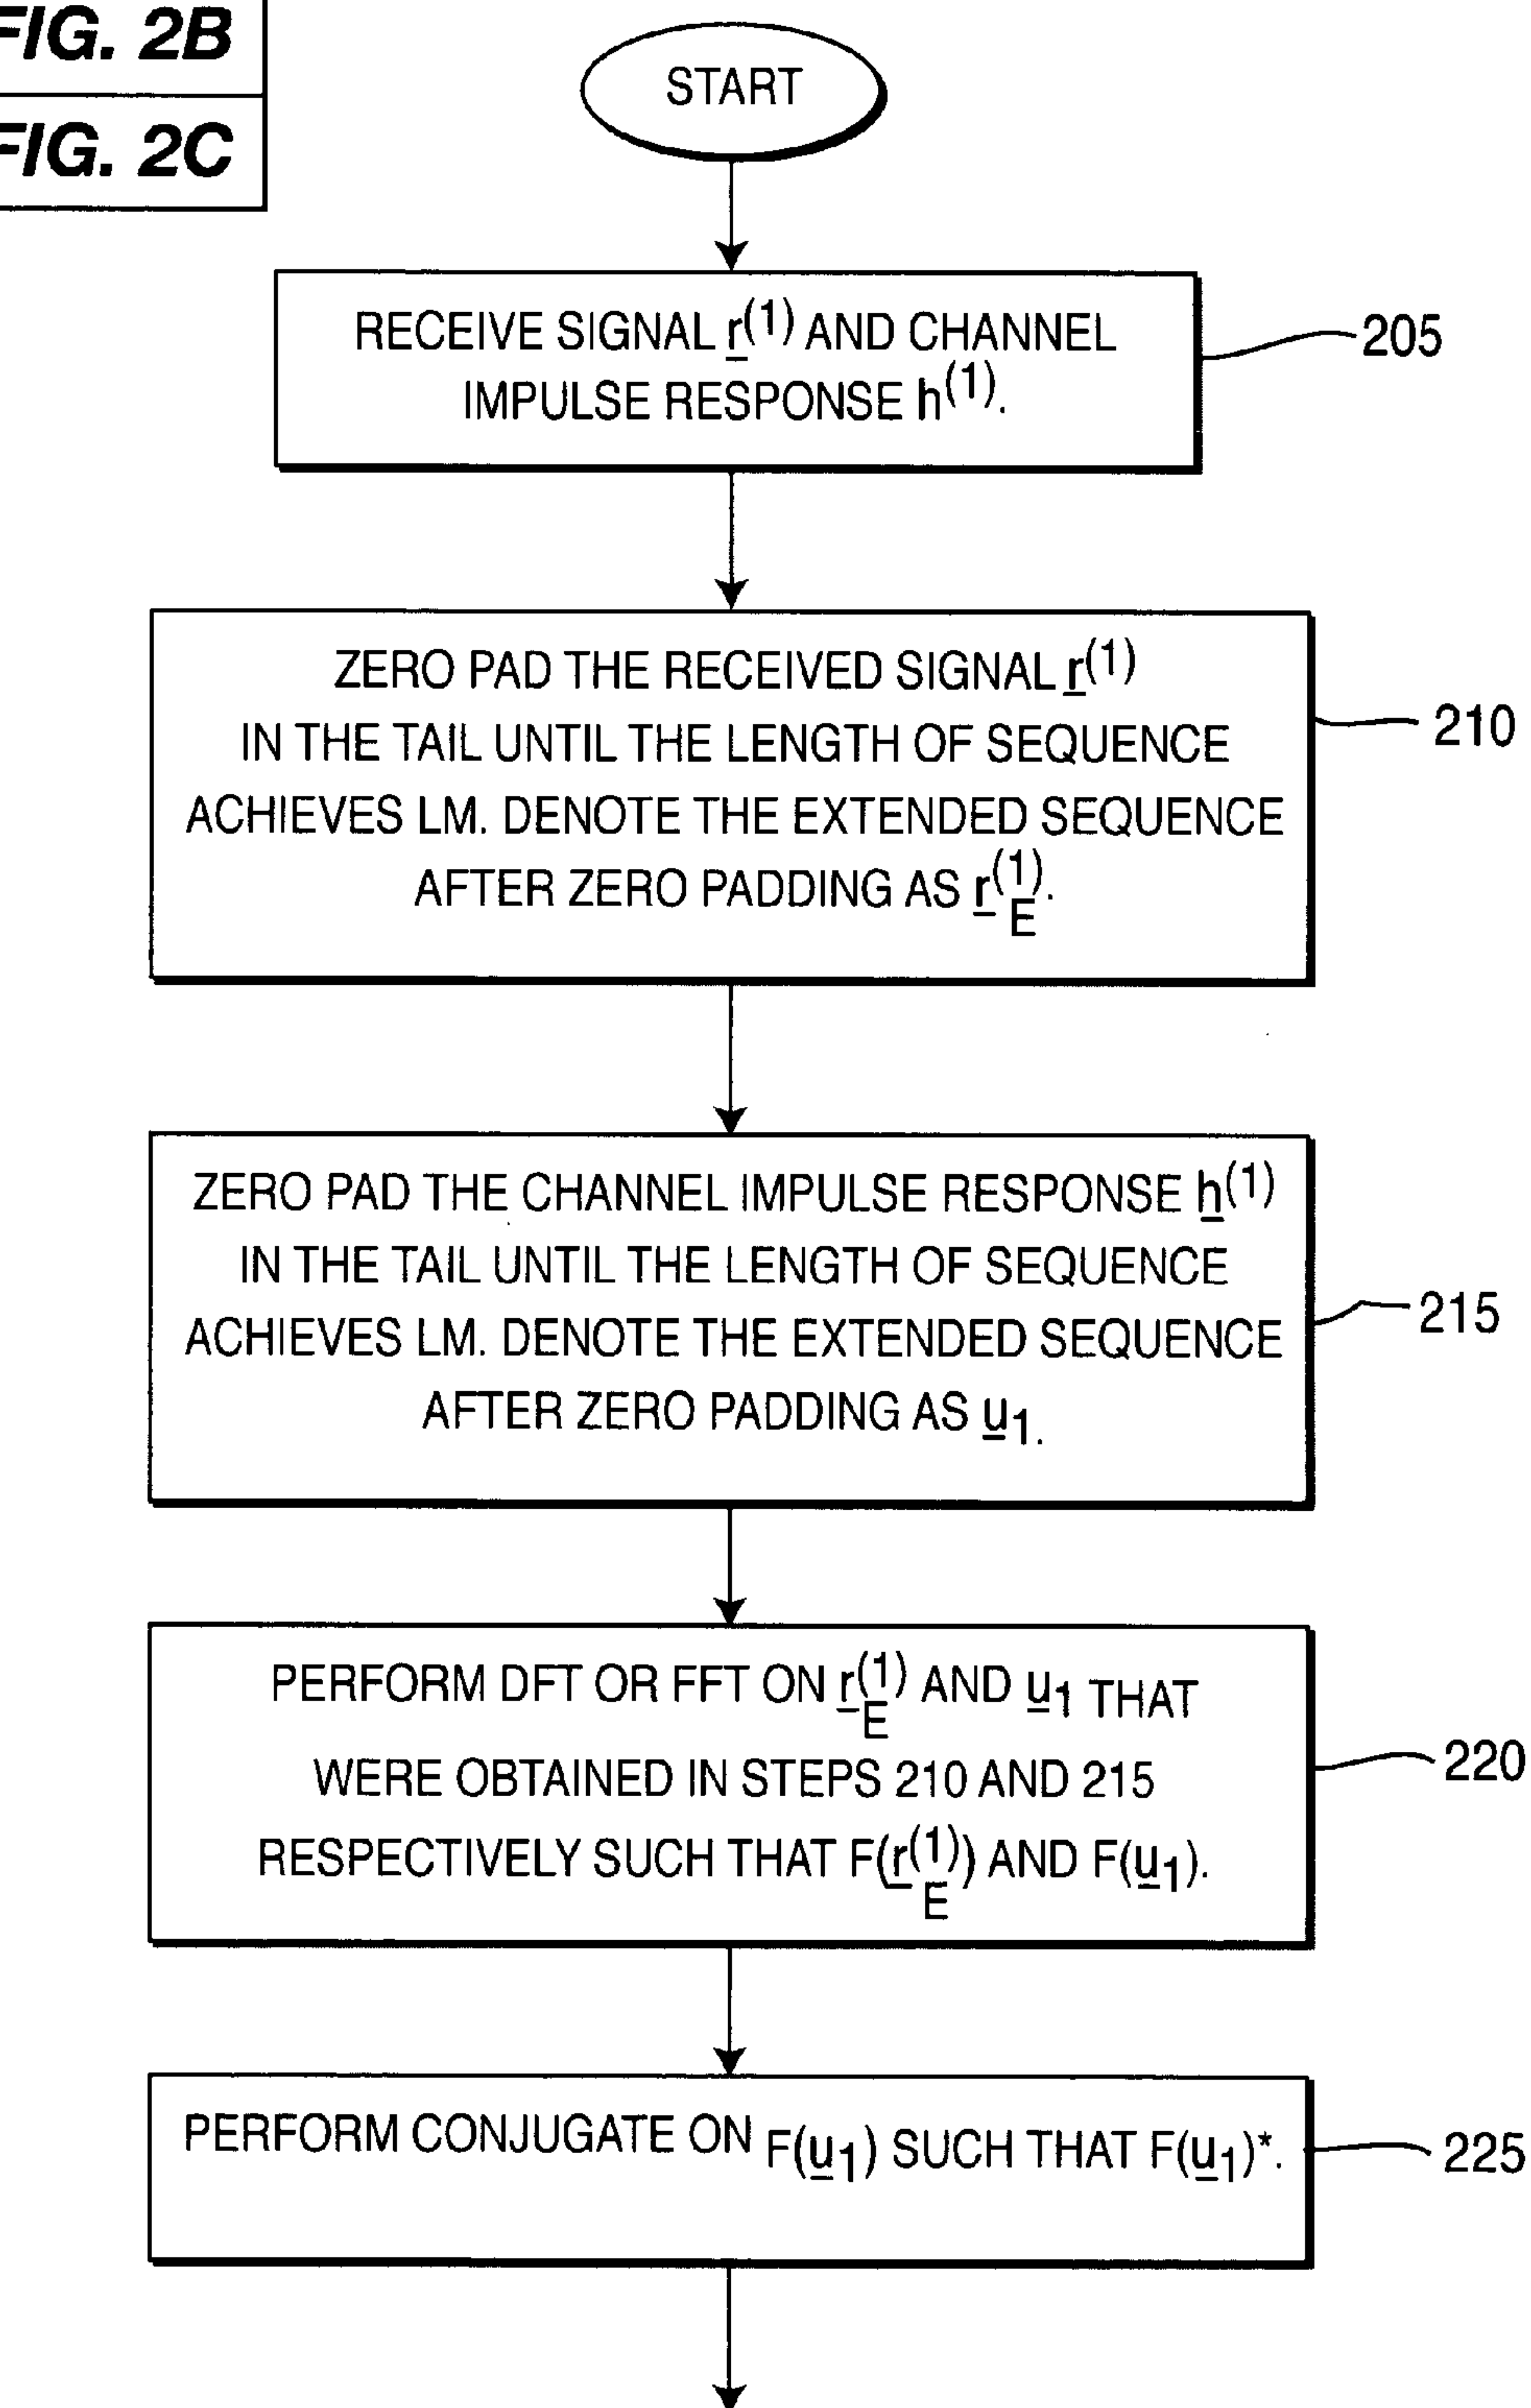 FIG. 2B
FIG. 2C
START
RECEIVE SIGNAL r⁽¹⁾ AND CHANNEL
IMPULSE RESPONSE h⁽¹⁾.
205
ZERO PAD THE RECEIVED SIGNAL r⁽¹⁾
IN THE TAIL UNTIL THE LENGTH OF SEQUENCE
ACHIEVES LM. DENOTE THE EXTENDED SEQUENCE
AFTER ZERO PADDING AS r_E⁽¹⁾.
210
ZERO PAD THE CHANNEL IMPULSE RESPONSE h⁽¹⁾
IN THE TAIL UNTIL THE LENGTH OF SEQUENCE
ACHIEVES LM. DENOTE THE EXTENDED SEQUENCE
AFTER ZERO PADDING AS u₁.
215
PERFORM DFT OR FFT ON r_E⁽¹⁾ AND u₁ THAT
WERE OBTAINED IN STEPS 210 AND 215
RESPECTIVELY SUCH THAT F(r_E⁽¹⁾) AND F(u₁).
220
PERFORM CONJUGATE ON F(u₁) SUCH THAT F(u₁)*.
225